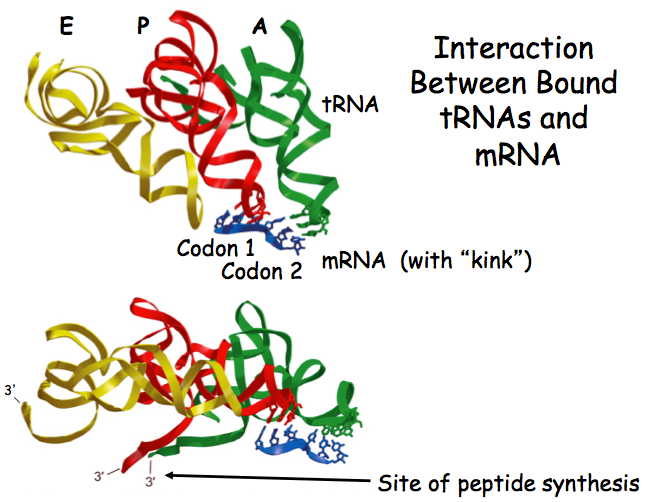 E P A
Interaction
Between Bound
tRNAs and
mRNA
tRNA
Codon 1
Codon 2
mRNA (with “kink”)
3’
3’
3’
Site of peptide synthesis